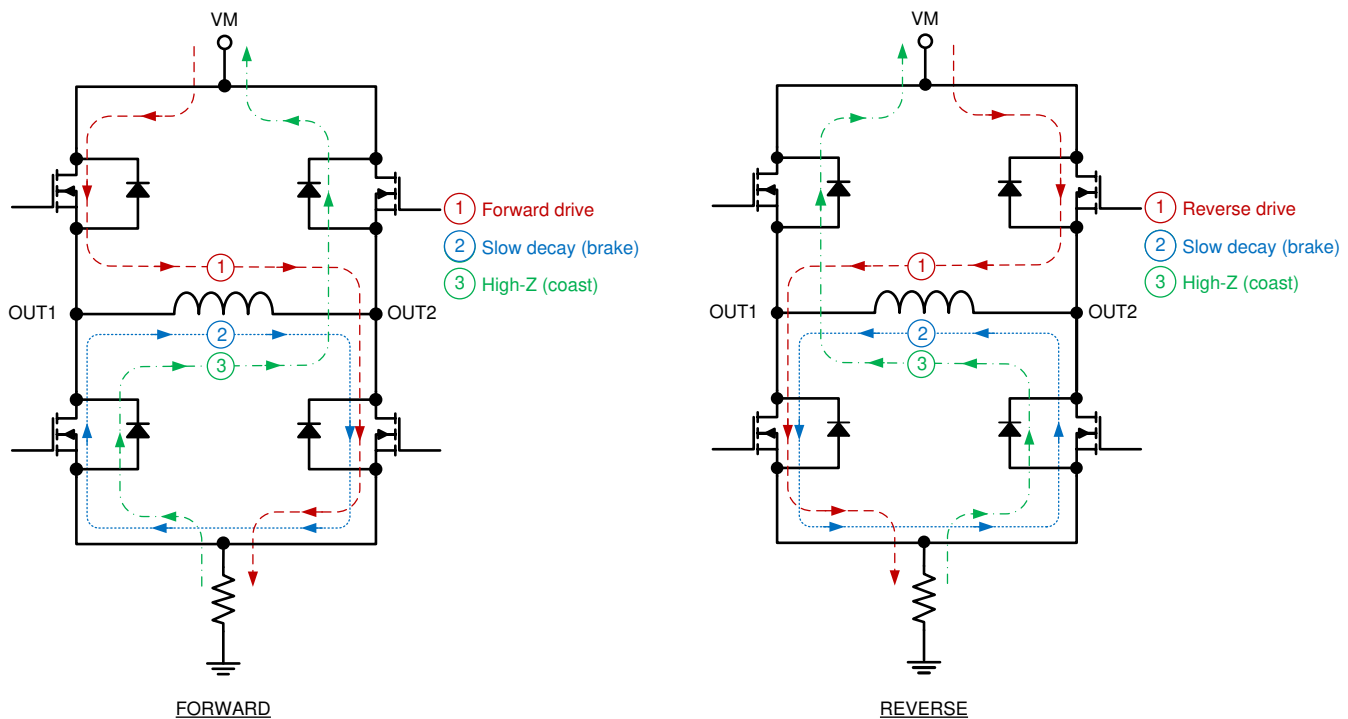 VM
1 Forward drive
2 Slow decay (brake)
3 High-Z (coast)
1
OUT1
OUT2
2
3
FORWARD
VM
1 Reverse drive
2 Slow decay (brake)
3 High-Z (coast)
1
OUT1
OUT2
2
3
REVERSE